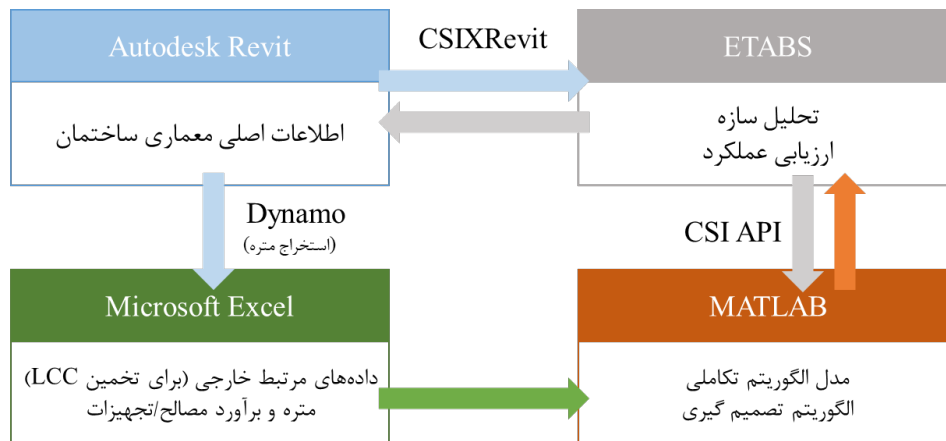 Autodesk Revit
CSIXRevit
ETABS
اطلاعات اصلی معماری ساختمان
تحلیل سازه
ارزیابی عملکرد
Dynamo
(استخراج متره)
CSI API
Microsoft Excel
MATLAB
داده‌های مرتبط خارجی (برای تخمین LCC)
متره و برآورد مصالح/تجهیزات
مدل الگوریتم تکاملی
الگوریتم تصمیم گیری